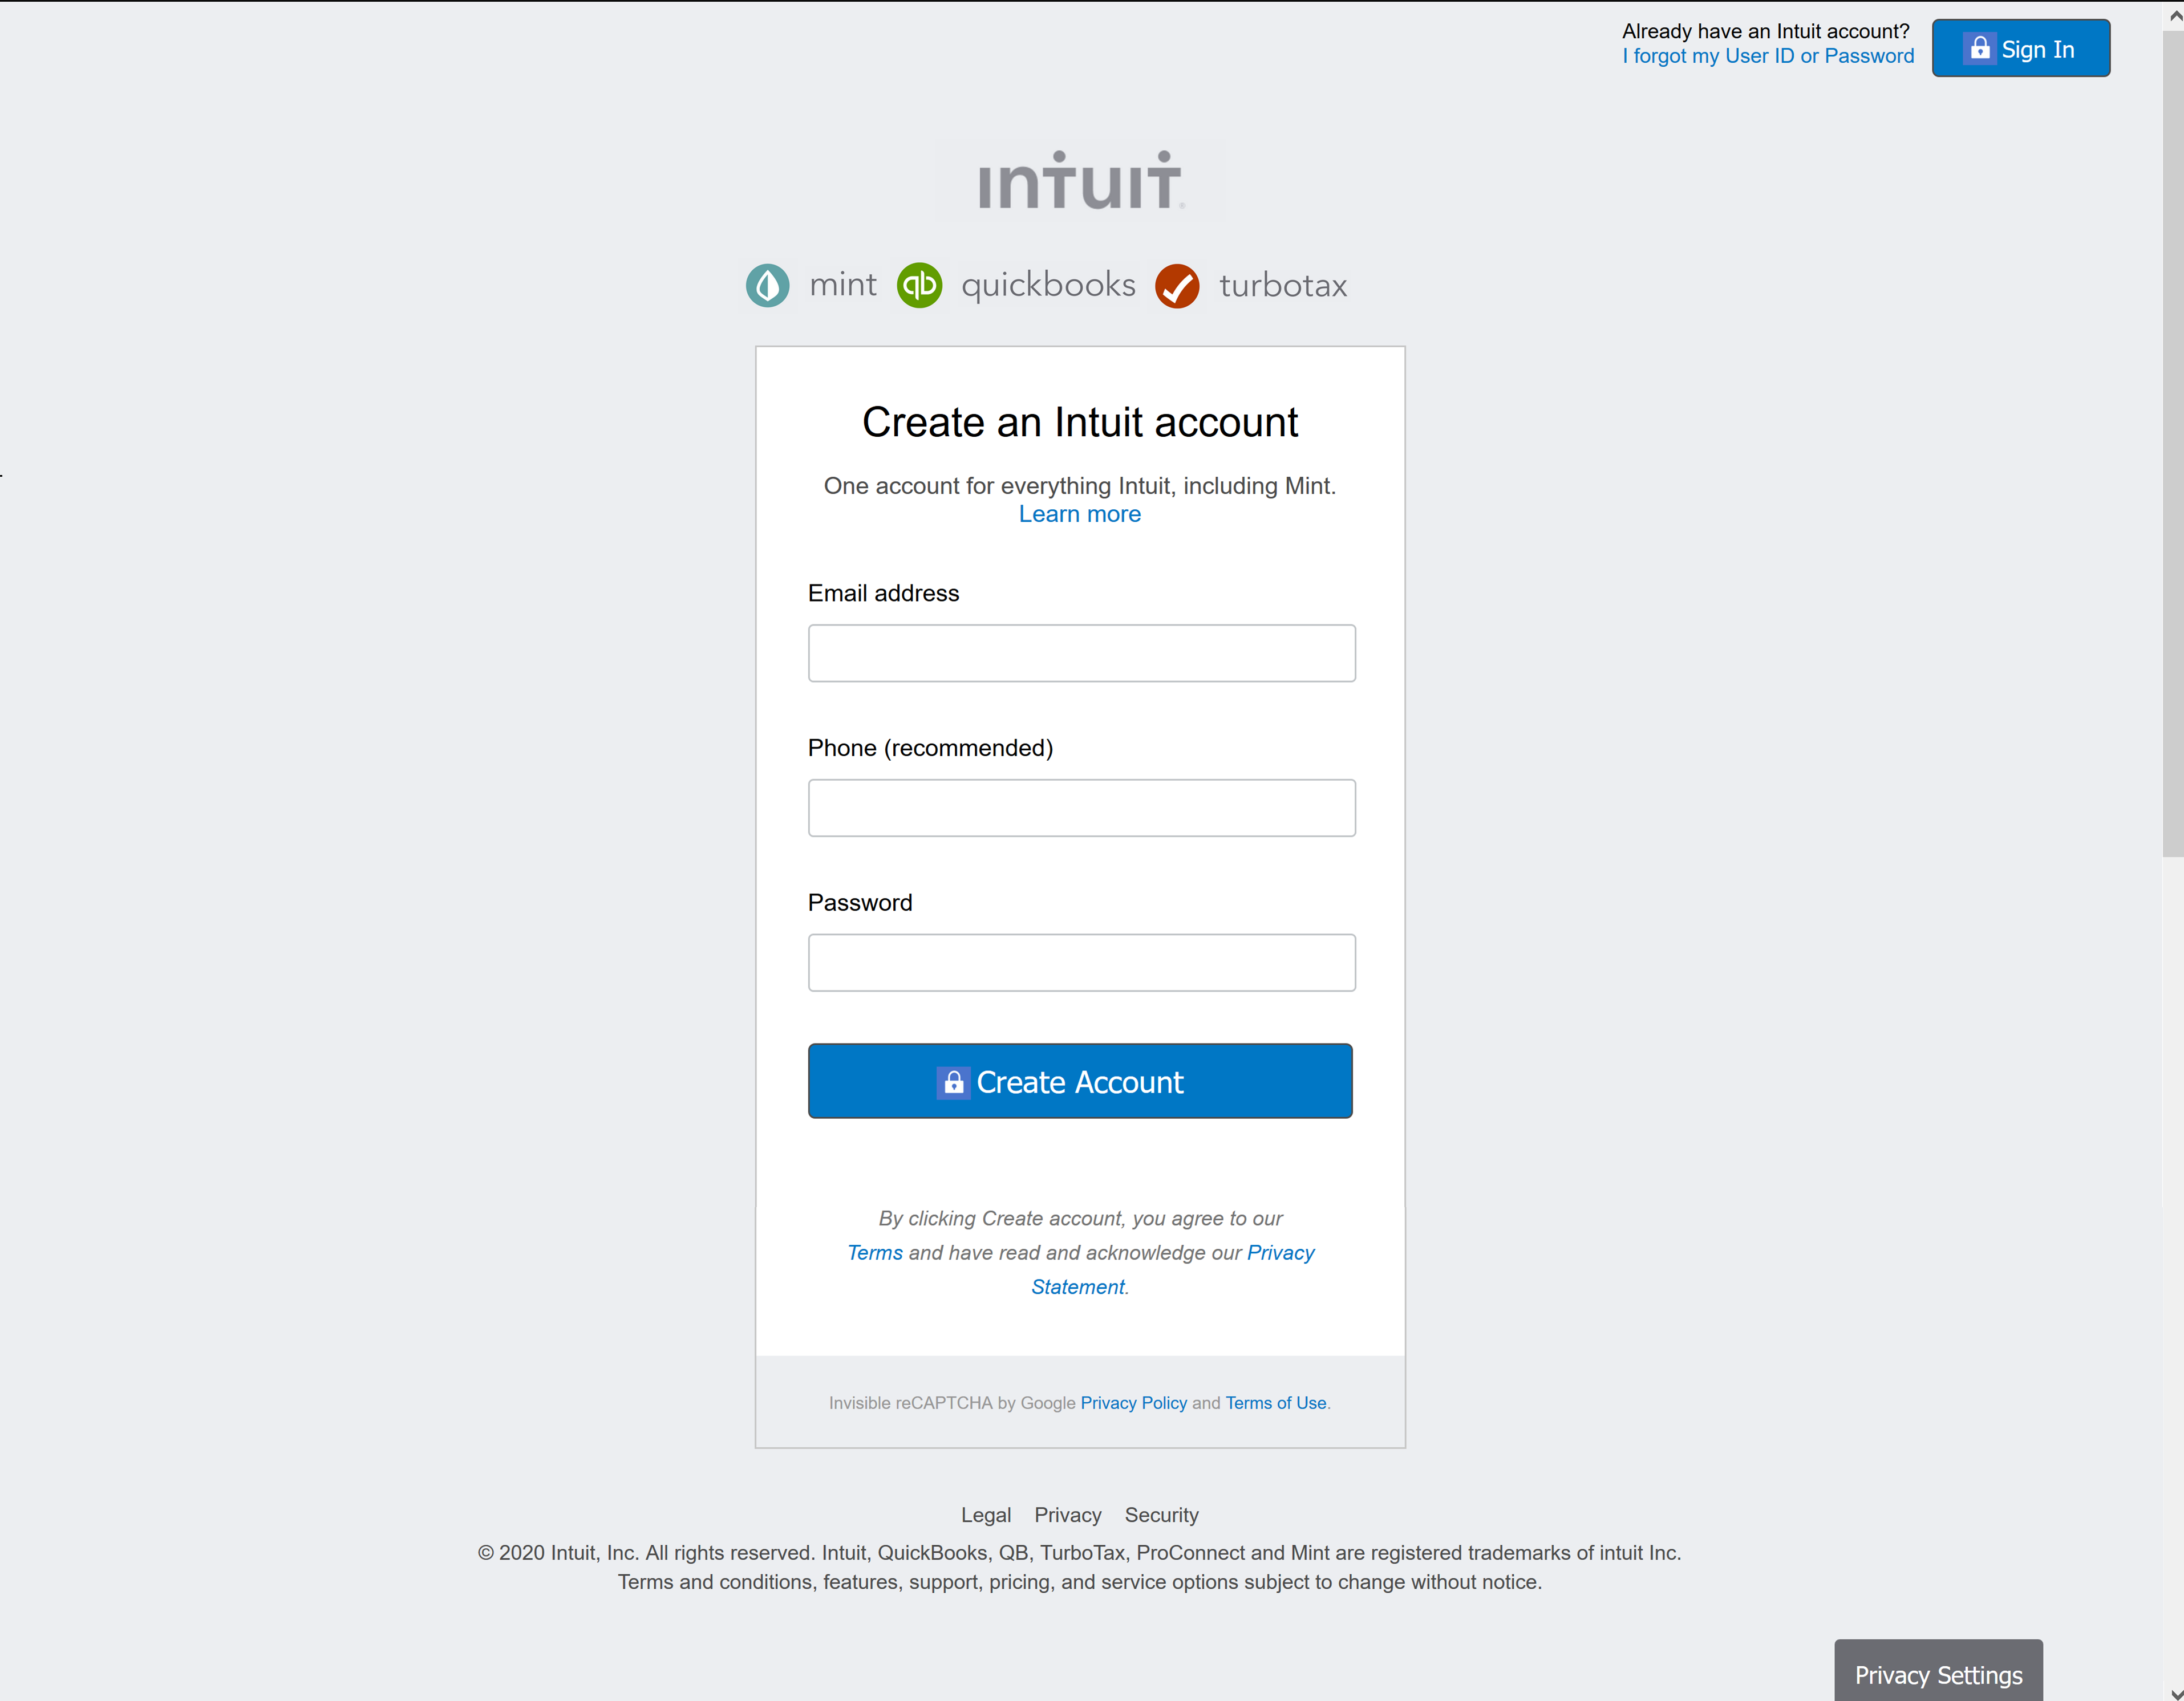 Already have an Intuit account?
I forgot my User ID or Password
Sign In
intuit
mint quickbooks turbotax
Create an Intuit account
One account for everything Intuit, including Mint.
Learn more
Email address
Phone (recommended)
Password
Create Account
By clicking Create account, you agree to our
Terms and have read and acknowledge our Privacy
Statement.
Invisible reCAPTCHA by Google Privacy Policy and Terms of Use.
Legal Privacy Security
© 2020 Intuit, Inc. All rights reserved. Intuit, QuickBooks, QB, TurboTax, ProConnect and Mint are registered trademarks of intuit Inc.
Terms and conditions, features, support, pricing, and service options subject to change without notice.
Privacy Settings